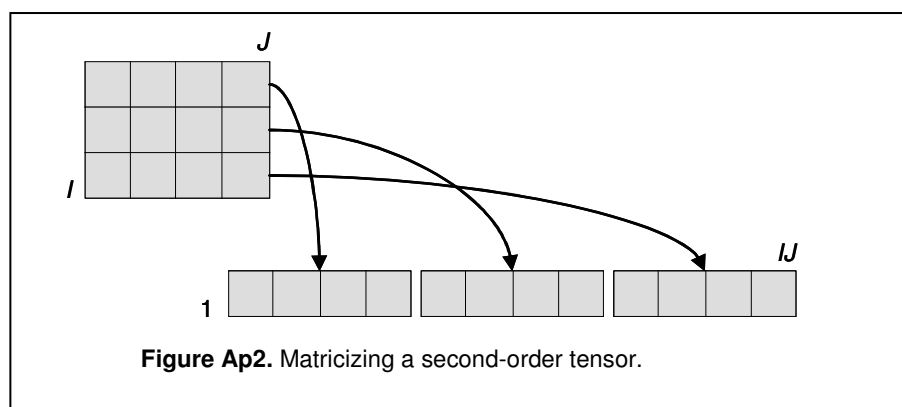 J
I
IJ
1
Figure Ap2. Matricizing a second-order tensor.